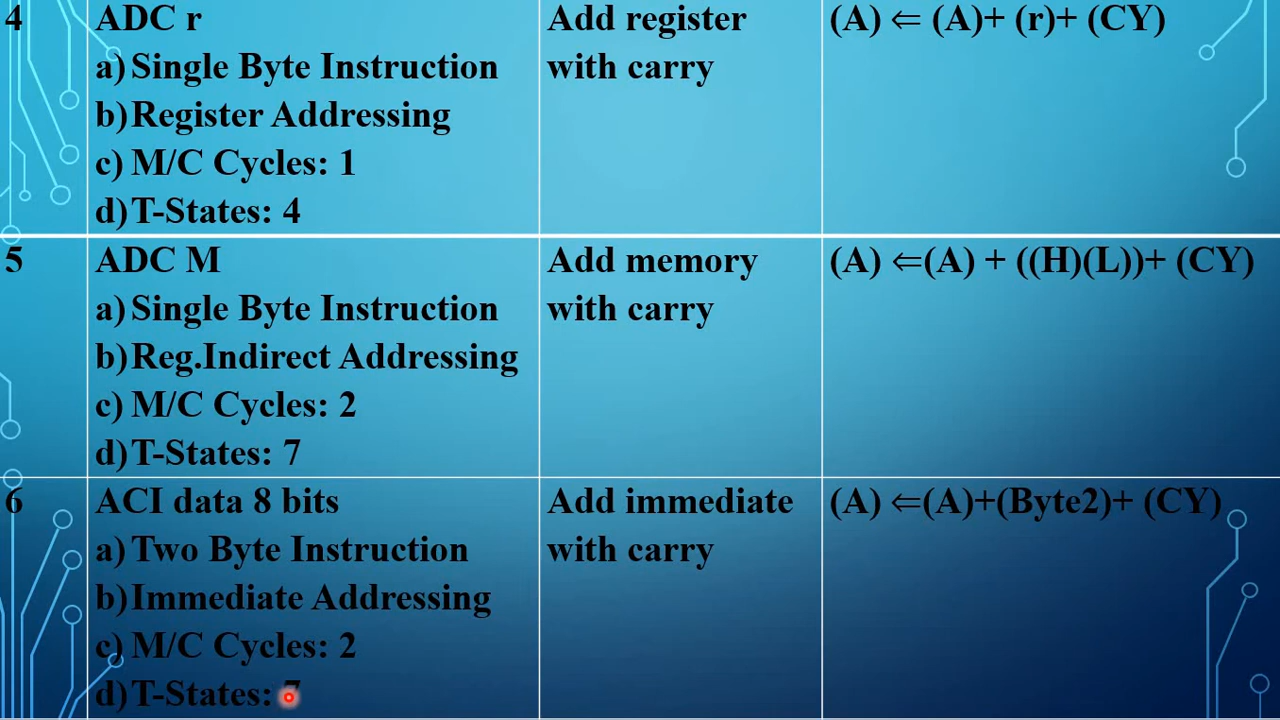 4 ADC r Add register (A) ⇐ (A)+ (r)+ (CY)
a) Single Byte Instruction with carry
b) Register Addressing
c) M/C Cycles: 1
d) T-States: 4
5 ADC M Add memory (A) ⇐(A) + ((H)(L))+ (CY)
a) Single Byte Instruction with carry
b) Reg.Indirect Addressing
c) M/C Cycles: 2
d) T-States: 7
6 ACI data 8 bits Add immediate (A) ⇐(A)+(Byte2)+ (CY)
a) Two Byte Instruction with carry
b) Immediate Addressing
c) M/C Cycles: 2
d) T-States: 7